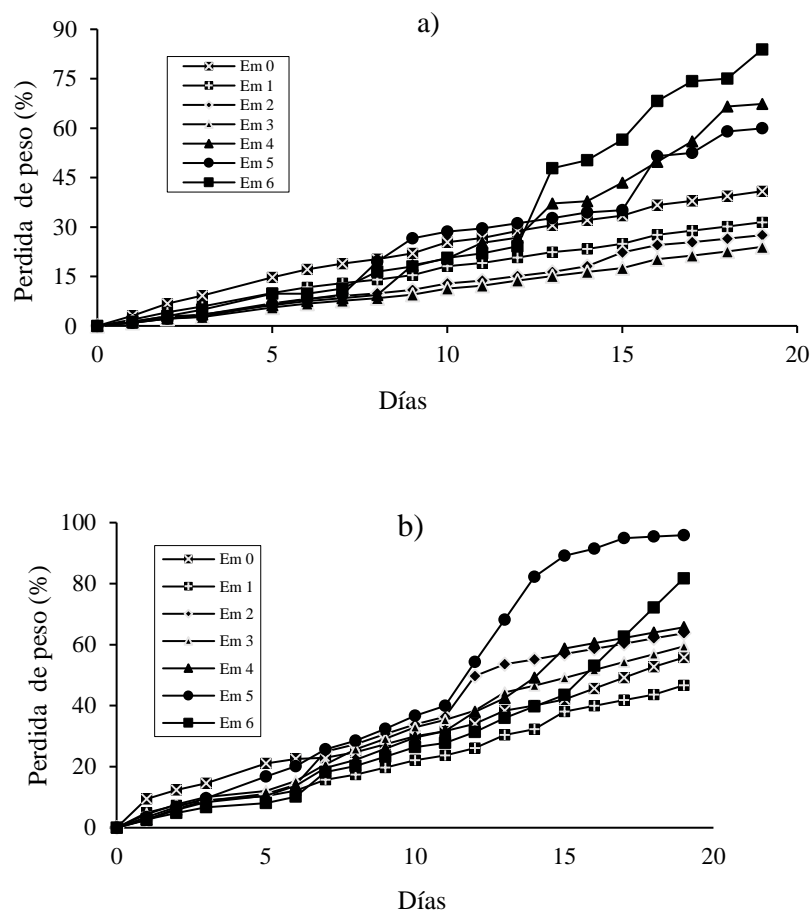 a)
Perdida de peso (%)
90
75
60
45
30
15
0
Em 0
Em 1
Em 2
Em 3
Em 4
Em 5
Em 6
0 5 10 15 20
Días
b)
Perdida de peso (%)
100
80
60
40
20
0
Em 0
Em 1
Em 2
Em 3
Em 4
Em 5
Em 6
0 5 10 15 20
Días